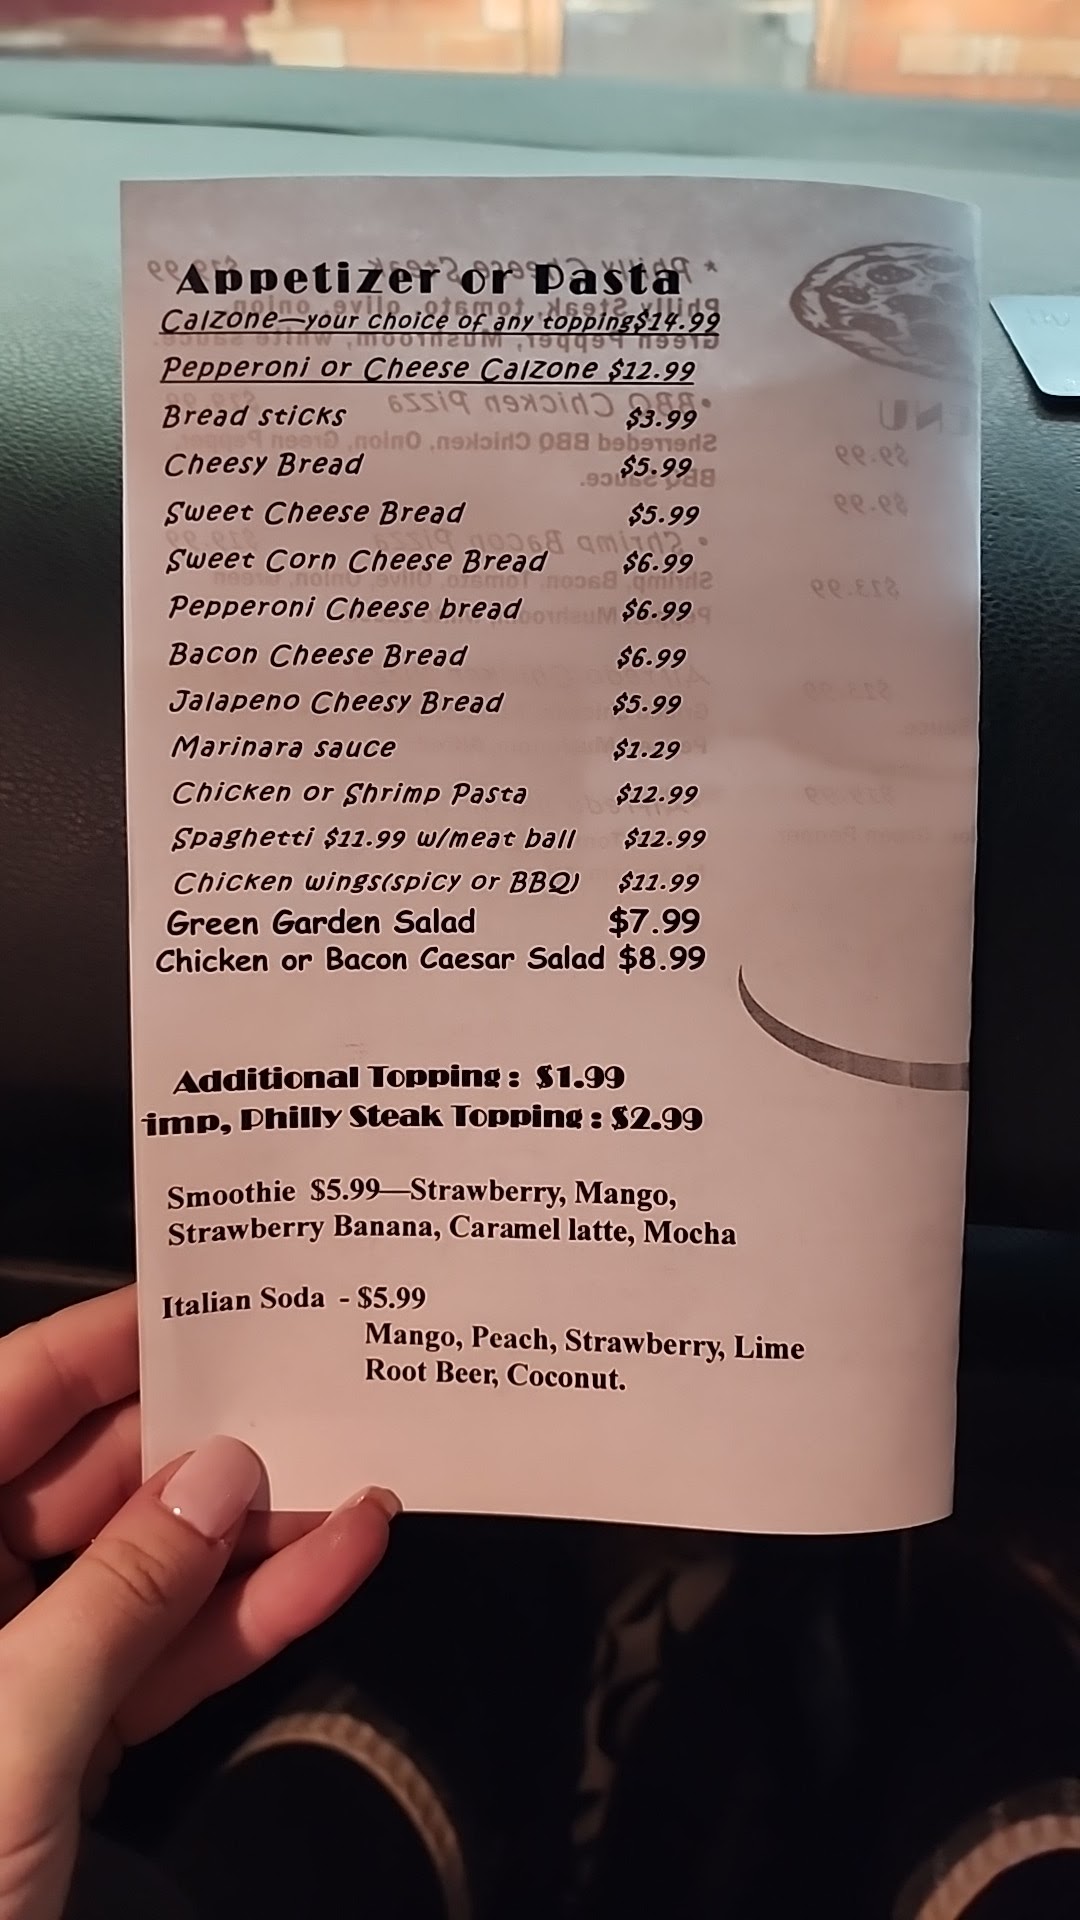 Appetizer or Pasta
Calzone—your choice of any topping$14.99
Pepperoni or Cheese Calzone $12.99
Bread sticks $3.99
Cheesy Bread $5.99
Sweet Cheese Bread $5.99
Sweet Corn Cheese Bread $6.99
Pepperoni Cheese bread $6.99
Bacon Cheese Bread $6.99
Jalapeno Cheesy Bread $5.99
Marinara sauce $1.29
Chicken or Shrimp Pasta $12.99
Spaghetti $11.99 w/meat ball $12.99
Chicken wings(spicy or BBQ) $11.99
Green Garden Salad $7.99
Chicken or Bacon Caesar Salad $8.99
Additional Topping: $1.99
imp, Philly Steak Topping: $2.99
Smoothie $5.99—Strawberry, Mango,
Strawberry Banana, Caramel latte, Mocha
Italian Soda - $5.99
Mango, Peach, Strawberry, Lime
Root Beer, Coconut.